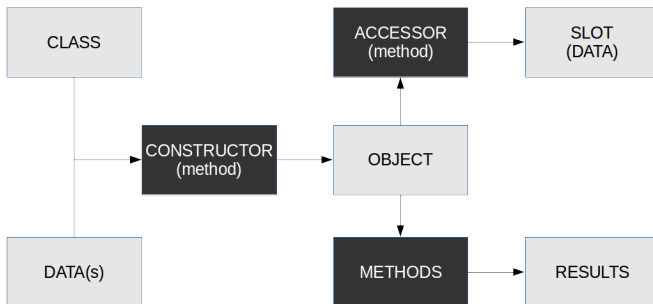 CLASS
ACCESSOR
(method)
SLOT
(DATA)
CONSTRUCTOR
(method)
OBJECT
DATA(s)
METHODS
RESULTS